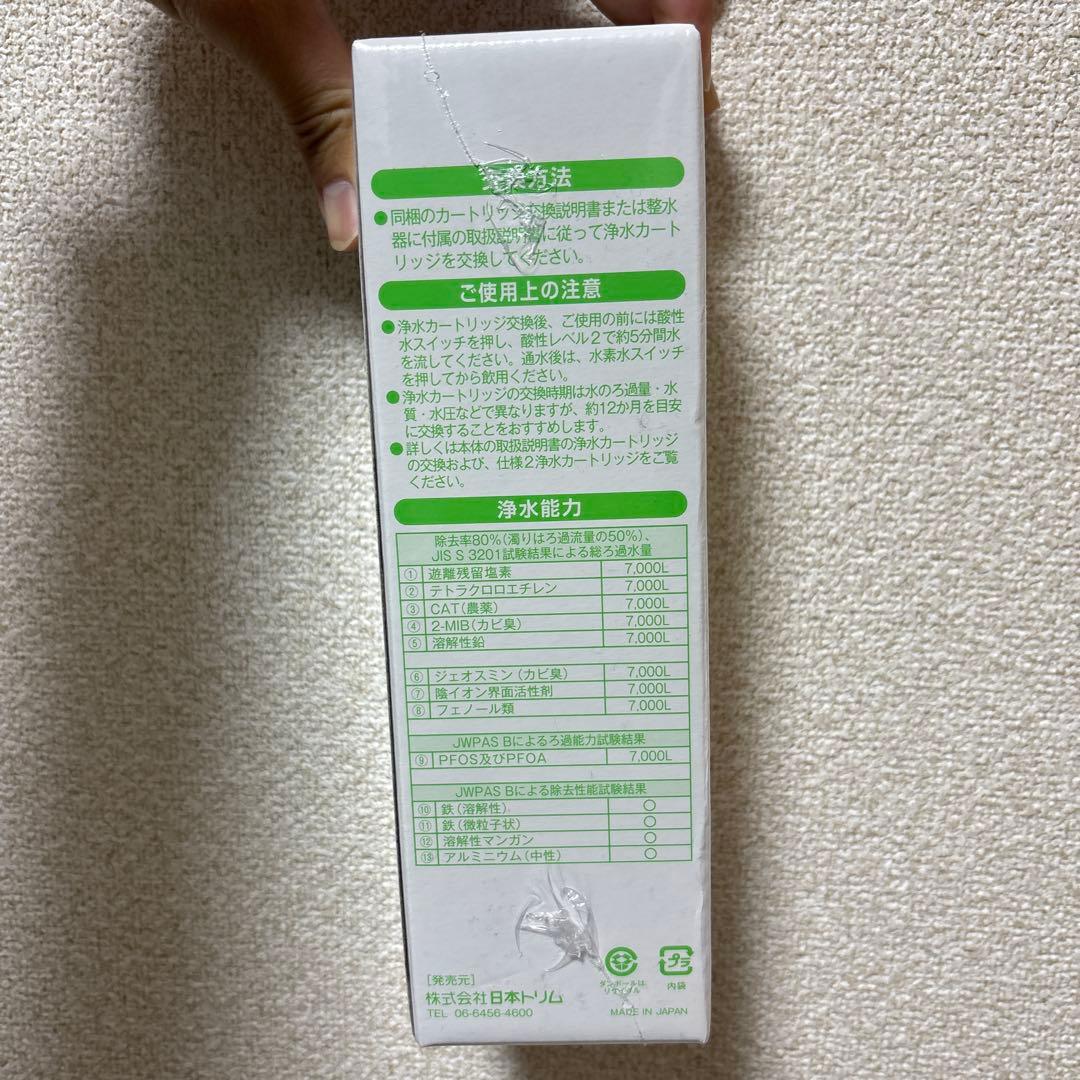 交換方法
●同梱のカートリッジ交換説明書または整水
器に付属の取扱説明書に従って浄水カート
リッジを交換してください。
ご使用上の注意
●浄水カートリッジ交換後、ご使用の前には酸性
水スイッチを押し、酸性レベル2で約5分間水
を流してください。通水後は、水素水スイッチ
を押してから飲用ください。
●浄水カートリッジの交換時期は水のろ過量・水
質・水圧などで異なりますが、約12か月を目安
に交換することをおすすめします。
●詳しくは本体の取扱説明書の浄水カートリッジ
の交換および、仕様2浄水カートリッジをご覧
ください。
浄水能力
除去率80%(濁りはろ過流量の50%)、
JIS S 3201試験結果による総ろ過水量
① 遊離残留塩素 7,000L
② テトラクロロエチレン 7,000L
③ CAT(農薬) 7,000L
④ 2-MIB(カビ臭) 7,000L
⑤ 溶解性鉛 7,000L
⑥ ジェオスミン(カビ臭) 7,000L
⑦ 陰イオン界面活性剤 7,000L
⑧ フェノール類 7,000L
JWPAS Bによるろ過能力試験結果
⑨ PFOS及びPFOA 7,000L
JWPAS Bによる除去性能試験結果
⑩ 鉄(溶解性) ○
⑪ 鉄(微粒子状) ○
⑫ 溶解性マンガン ○
⑬ アルミニウム(中性) ○
[発売元]
株式会社日本トリム
TEL 06-6456-4600
ダンボールは
リサイクル
プラ
内袋
MADE IN JAPAN